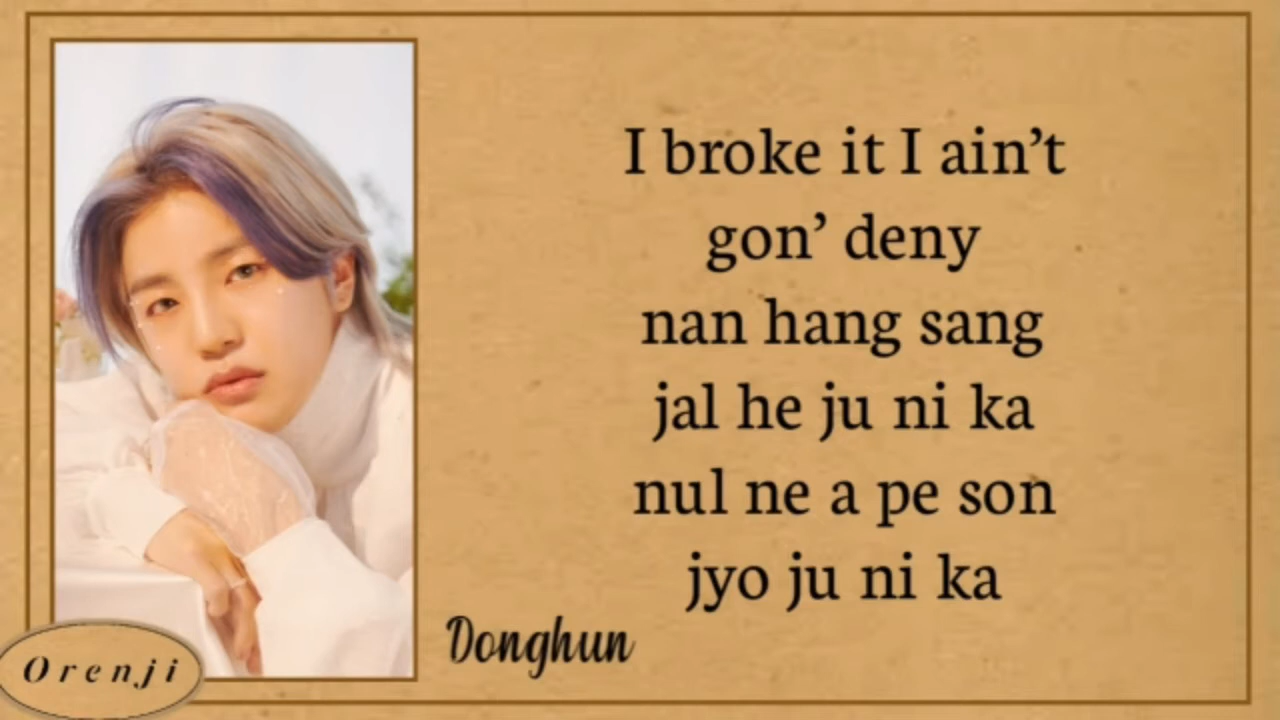 I broke it I ain’t
gon’ deny
nan hang sang
jal he ju ni ka
nul ne a pe son
jyo ju ni ka
Donghun
Orenji